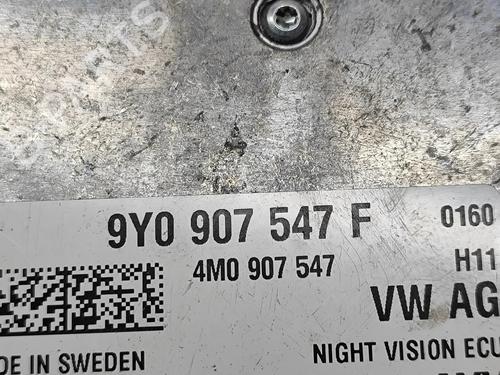 9Y0 907 547 F
0160
4M0 907 547
H11
VW AG
DE IN SWEDEN
NIGHT VISION ECU